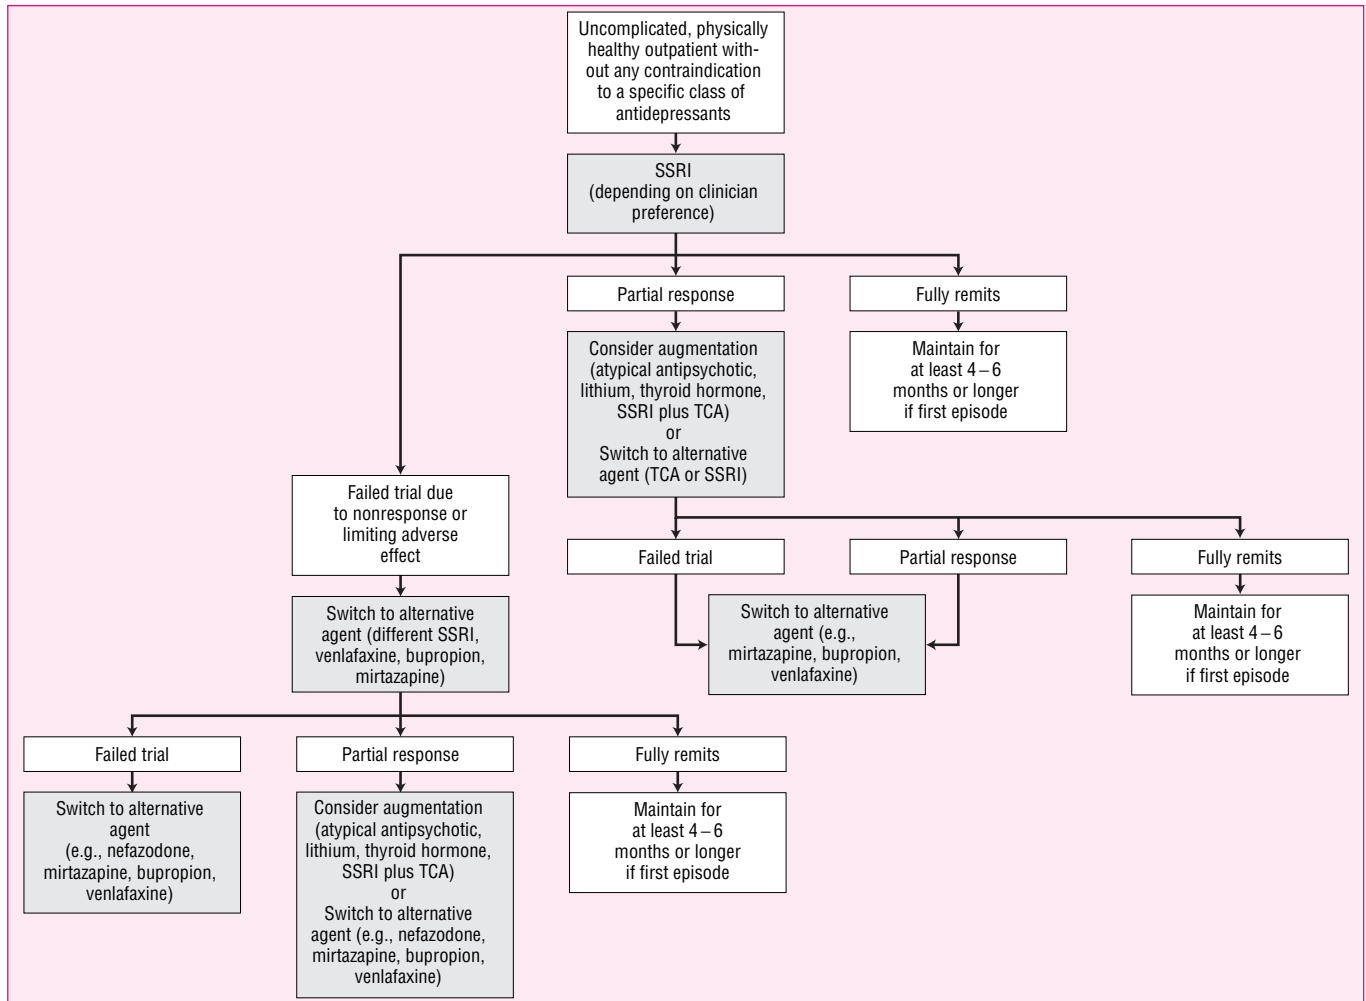 Uncomplicated, physically
healthy outpatient with-
out any contraindication
to a specific class of
antidepressants
SSRI
(depending on clinician
preference)
Partial response
Fully remits
Consider augmentation
(atypical antipsychotic,
lithium, thyroid hormone,
SSRI plus TCA)
or
Switch to alternative
agent (TCA or SSRI)
Maintain for
at least 4–6
months or longer
if first episode
Failed trial due
to nonresponse or
limiting adverse
effect
Failed trial
Partial response
Fully remits
Switch to alternative
agent (different SSRI,
venlafaxine, bupropion,
mirtazapine)
Switch to alternative
agent (e.g.,
mirtazapine, bupropion,
venlafaxine)
Maintain for
at least 4–6
months or longer
if first episode
Failed trial
Partial response
Fully remits
Switch to alternative
agent
(e.g., nefazodone,
mirtazapine, bupropion,
venlafaxine)
Consider augmentation
(atypical antipsychotic,
lithium, thyroid hormone,
SSRI plus TCA)
or
Switch to alternative
agent (e.g., nefazodone,
mirtazapine, bupropion,
venlafaxine)
Maintain for
at least 4–6
months or longer
if first episode